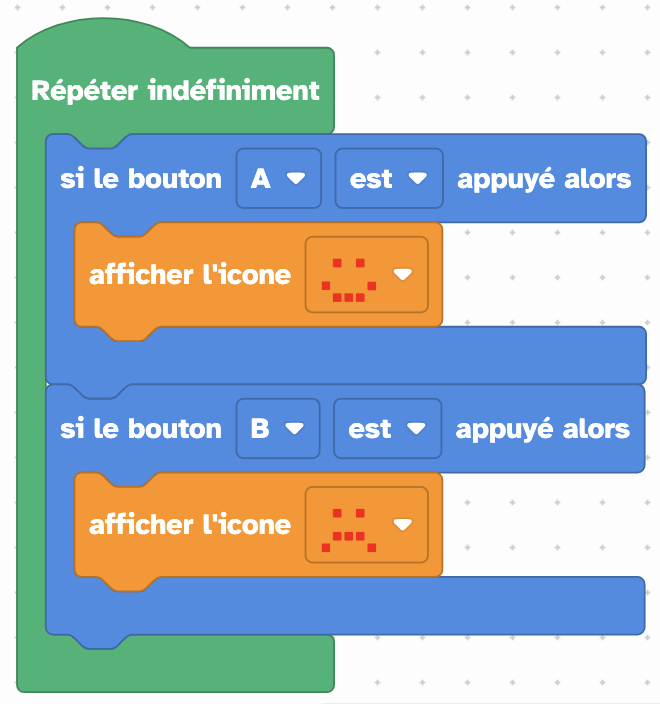 Répéter indéfiniment
si le bouton A est appuyé alors
afficher l'icone
si le bouton B est appuyé alors
afficher l'icone